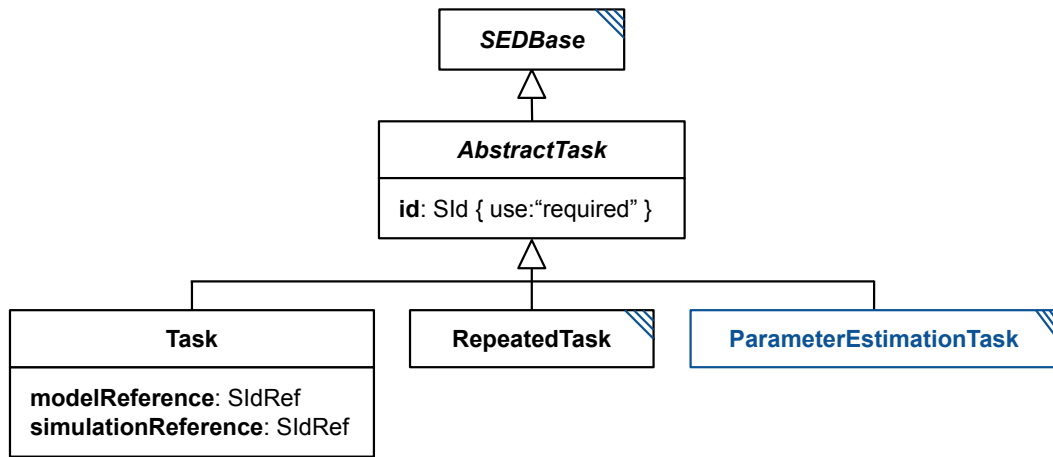 SEDBase
AbstractTask
id: SId { use:“required” }
Task
modelReference: SIdRef
simulationReference: SIdRef
RepeatedTask
ParameterEstimationTask